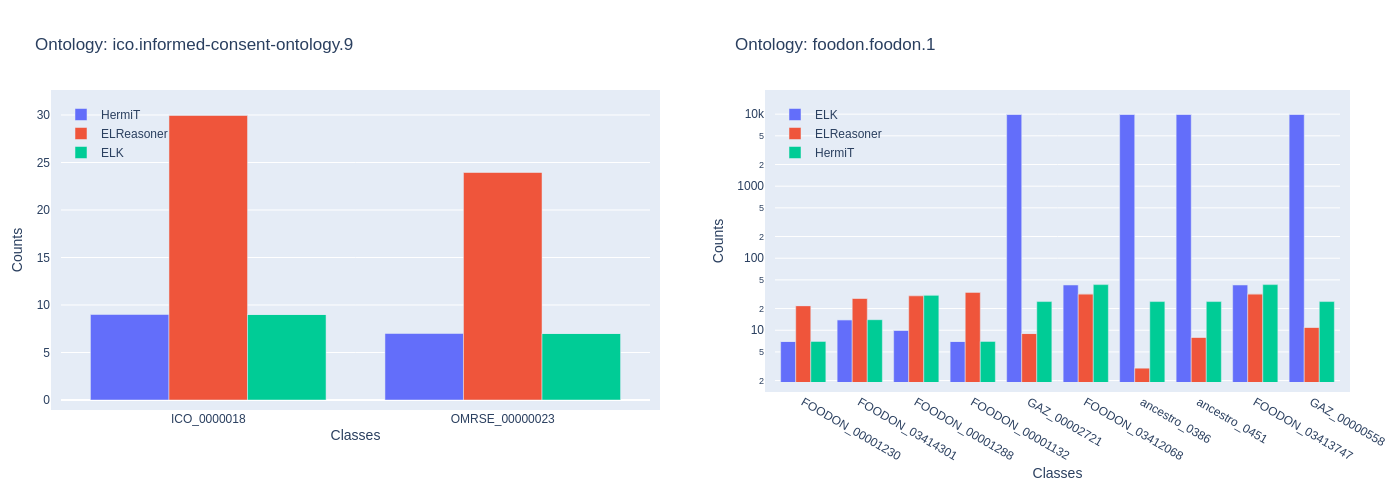 Ontology: ico.informed-consent-ontology.9
HermiT
ELReasoner
ELK
30
25
20
15
10
5
0
Counts
ICO_0000018
OMRSE_00000023
Classes
Ontology: foodon.foodon.1
ELK
ELReasoner
HermiT
10k
5
2
1000
5
2
100
5
2
10
5
2
Counts
FOODON_00001230
FOODON_03414301
FOODON_00001288
FOODON_00001132
GAZ_00002721
FOODON_03412068
ancestro_0386
ancestro_0451
FOODON_03413747
GAZ_00000558
Classes